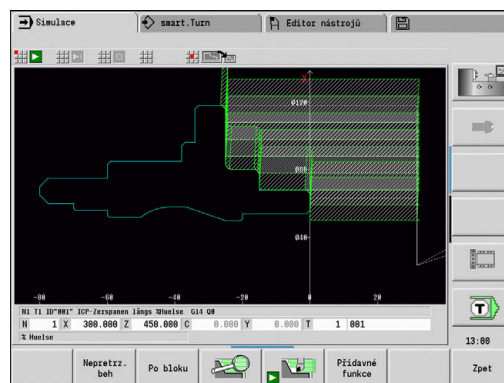 Simulace smart.Turn Editor nástrojů
X
Ø120
Ø80
Ø40
-80 -60 -40 -20 0 20
N1 T1 ID"001" ICP-Zerspanen längs %Huelse G14 Q0
N 1 X 300.000 Z 450.000 C 0.000 Y 0.000 T 1 001
% Huelse
T
13:00
Nepretrz. beh Po bloku Přídavné funkce Zpet